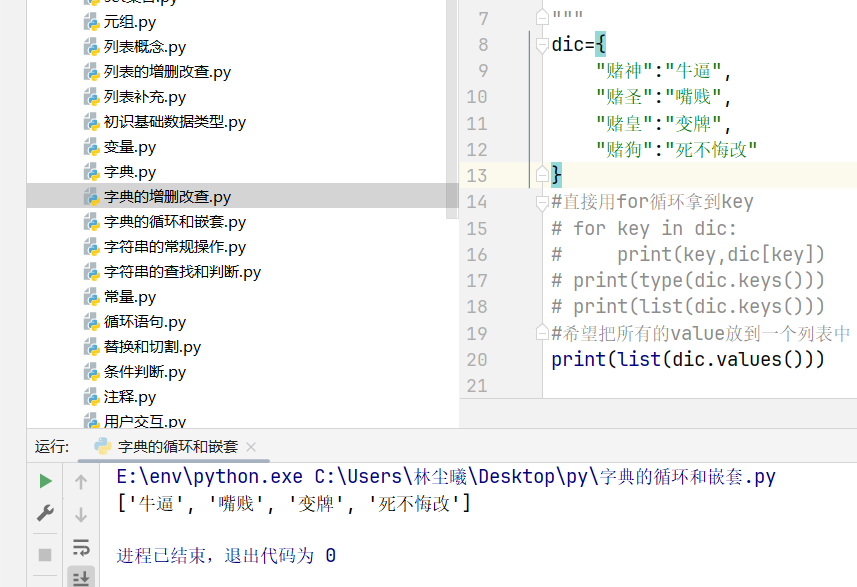 元组.py
列表概念.py
列表的增删改查.py
列表补充.py
初识基础数据类型.py
变量.py
字典.py
字典的增删改查.py
字典的循环和嵌套.py
字符串的常规操作.py
字符串的查找和判断.py
常量.py
循环语句.py
替换和切割.py
条件判断.py
注释.py
用户交互.py
7 """
8 dic={
9 "赌神":"牛逼",
10 "赌圣":"嘴贱",
11 "赌皇":"变牌",
12 "赌狗":"死不悔改"
13 }
14 #直接用for循环拿到key
15 # for key in dic:
16 #     print(key,dic[key])
17 # print(type(dic.keys()))
18 # print(list(dic.keys()))
19 #希望把所有的value放到一个列表中
20 print(list(dic.values()))
21
运行: 字典的循环和嵌套 ×
E:\env\python.exe C:\Users\林尘曦\Desktop\py\字典的循环和嵌套.py
['牛逼', '嘴贱', '变牌', '死不悔改']
进程已结束，退出代码为 0